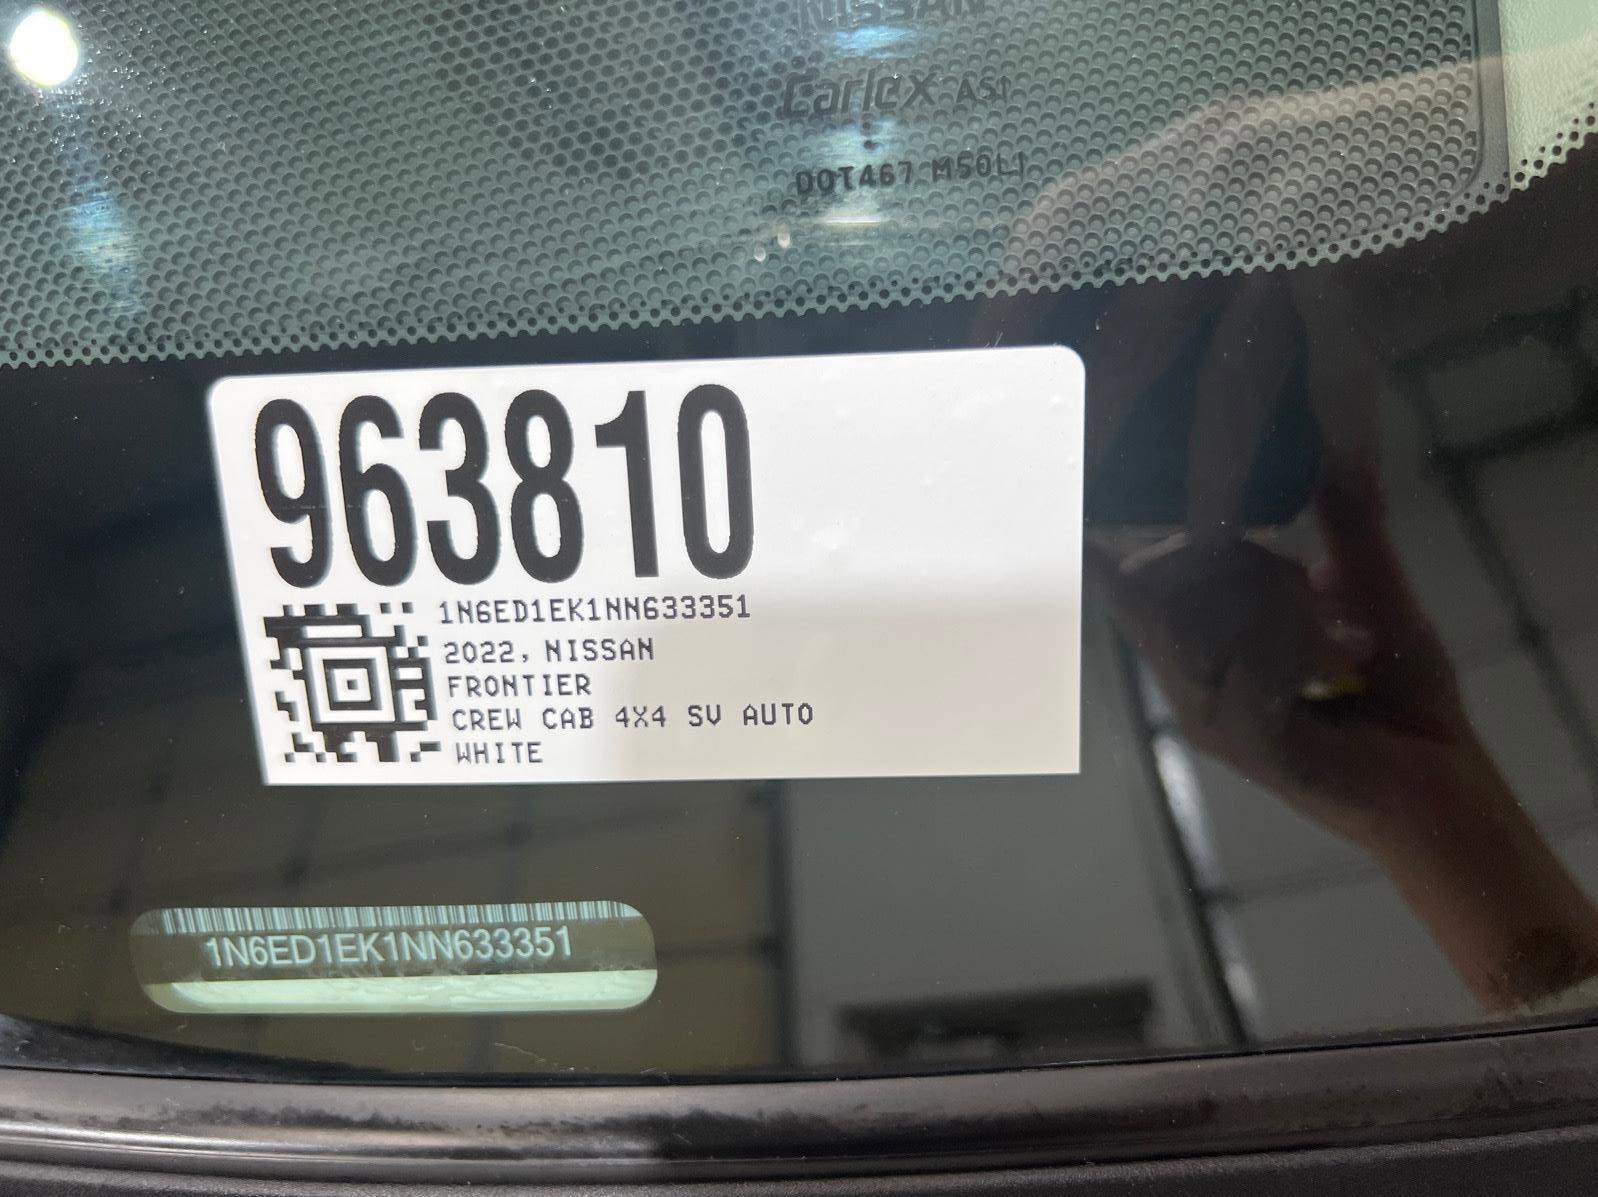 NISSAN
Carlex AS1
DOT467 M50L1
963810
1N6ED1EK1NN633351
2022, NISSAN
FRONTIER
CREW CAB 4X4 SV AUTO
WHITE
1N6ED1EK1NN633351